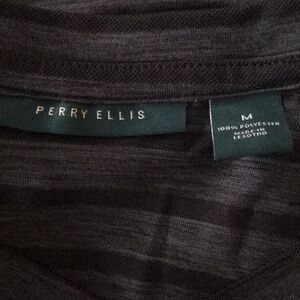 PERRY ELLIS
M
100% POLYESTER
MADE IN
LESOTHO